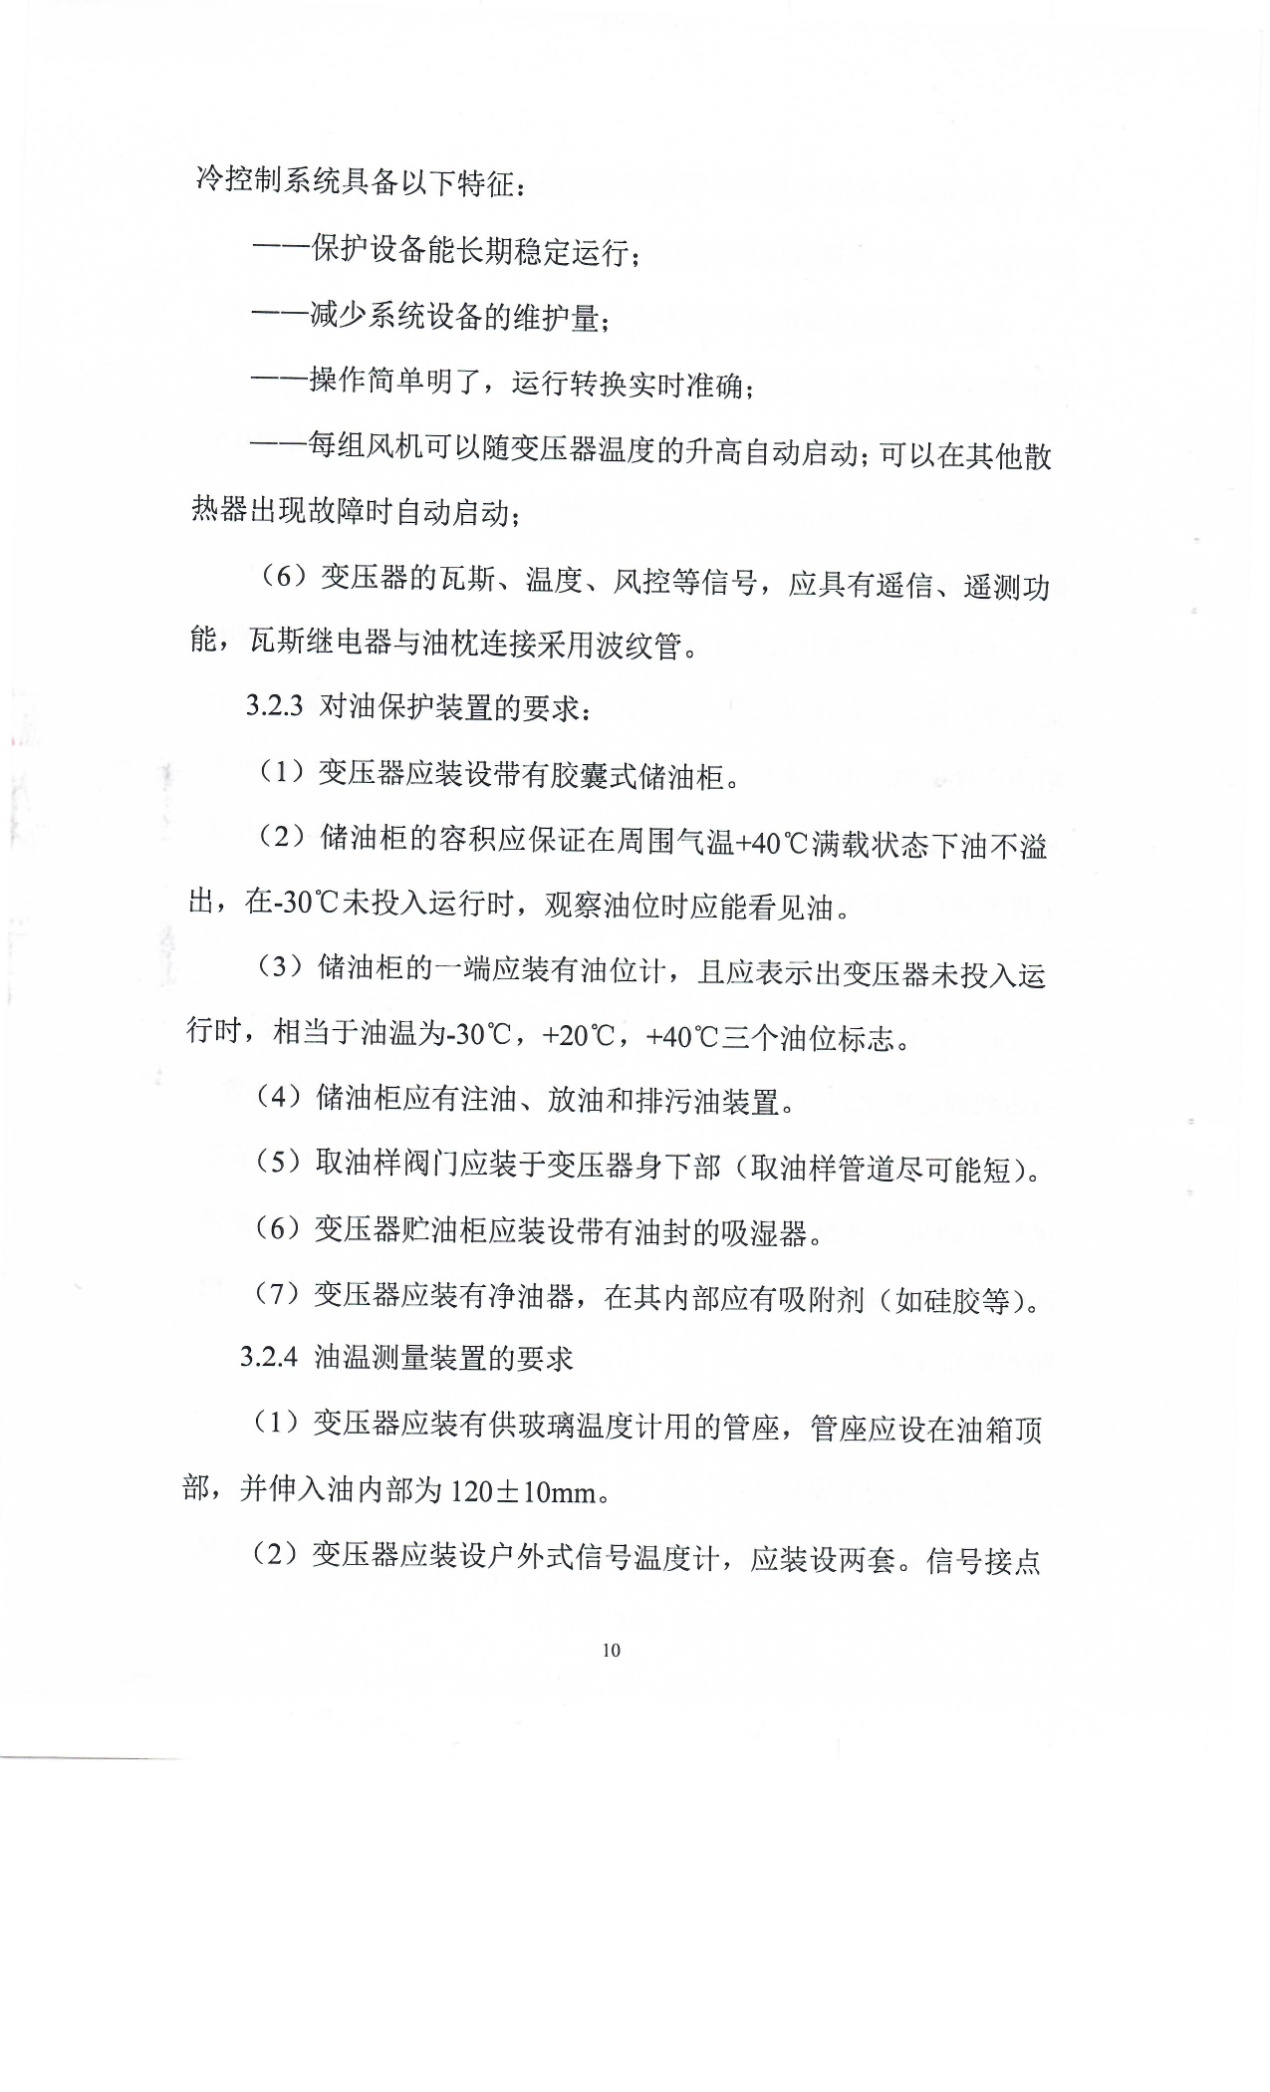 冷控制系统具备以下特征：
——保护设备能长期稳定运行；
——减少系统设备的维护量；
——操作简单明了，运行转换实时准确；
——每组风机可以随变压器温度的升高自动启动；可以在其他散
热器出现故障时自动启动；
（6）变压器的瓦斯、温度、风控等信号，应具有遥信、遥测功
能，瓦斯继电器与油枕连接采用波纹管。
3.2.3 对油保护装置的要求：
（1）变压器应装设带有胶囊式储油柜。
（2）储油柜的容积应保证在周围气温+40℃满载状态下油不溢
出，在-30℃未投入运行时，观察油位时应能看见油。
（3）储油柜的一端应装有油位计，且应表示出变压器未投入运
行时，相当于油温为-30℃，+20℃，+40℃三个油位标志。
（4）储油柜应有注油、放油和排污油装置。
（5）取油样阀门应装于变压器身下部（取油样管道尽可能短）。
（6）变压器贮油柜应装设带有油封的吸湿器。
（7）变压器应装有净油器，在其内部应有吸附剂（如硅胶等）。
3.2.4 油温测量装置的要求
（1）变压器应装有供玻璃温度计用的管座，管座应设在油箱顶
部，并伸入油内部为 120±10mm。
（2）变压器应装设户外式信号温度计，应装设两套。信号接点
10